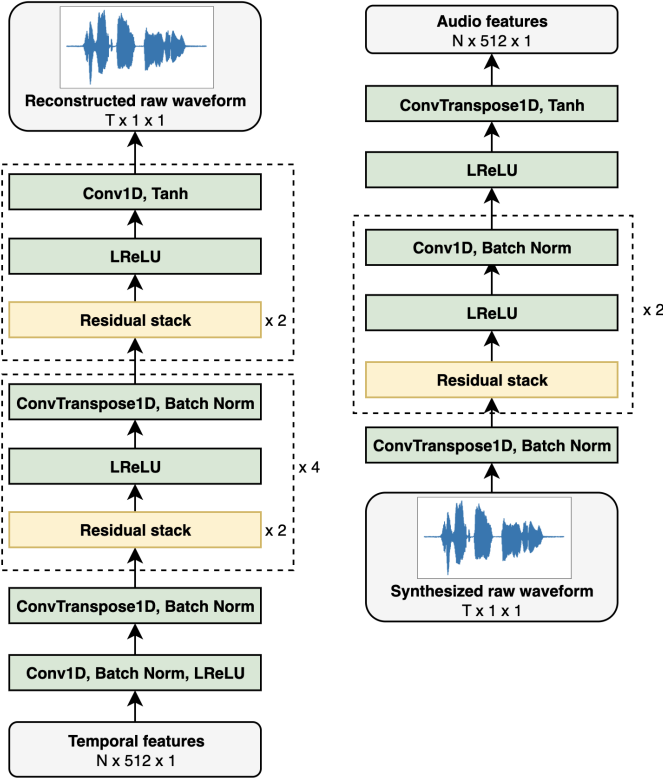 Reconstructed raw waveform
T x 1 x 1
Conv1D, Tanh
LReLU
Residual stack
x 2
ConvTranspose1D, Batch Norm
LReLU
x 4
Residual stack
x 2
ConvTranspose1D, Batch Norm
Conv1D, Batch Norm, LReLU
Temporal features
N x 512 x 1
Audio features
N x 512 x 1
ConvTranspose1D, Tanh
LReLU
Conv1D, Batch Norm
LReLU
x 2
Residual stack
ConvTranspose1D, Batch Norm
Synthesized raw waveform
T x 1 x 1